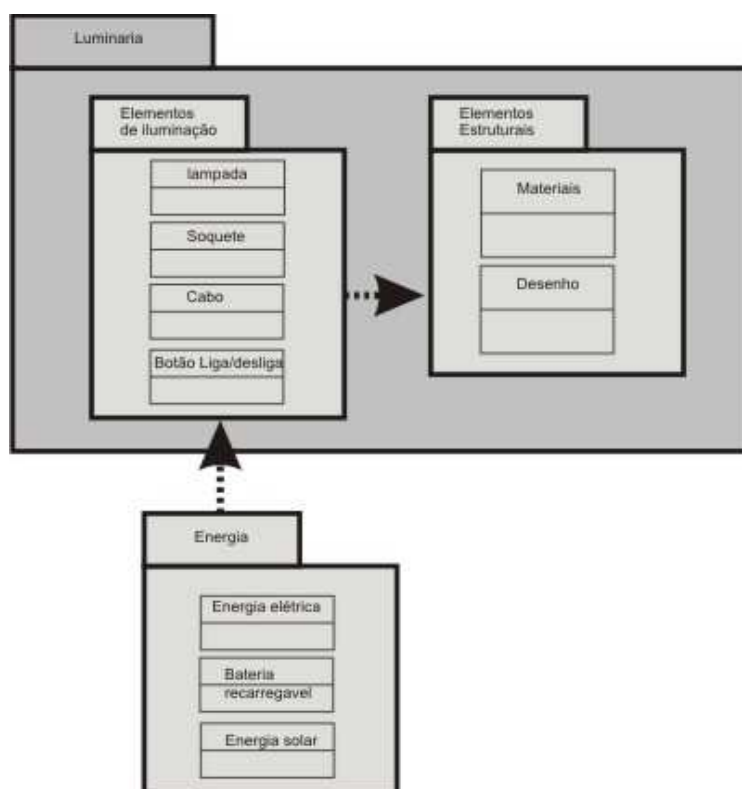 Luminaria
Elementos
de iluminação
lampada
Soquete
Cabo
Botão Liga/desliga
Elementos
Estruturais
Materiais
Desenho
Energia
Energia elétrica
Bateria
recarregavel
Energia solar